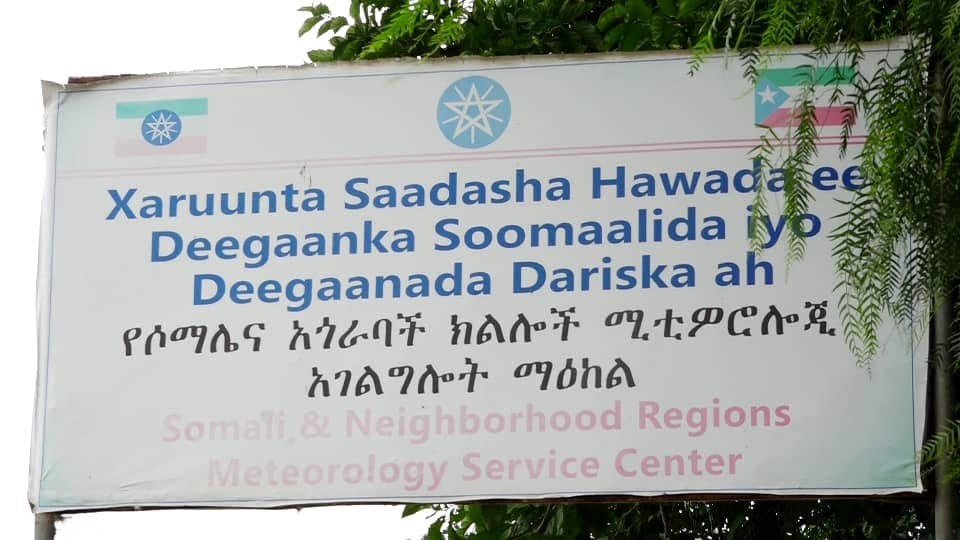 Xaruunta Saadasha Hawada ee
Deegaanka Soomaalida iyo
Deegaanada Dariska ah
የሶማሌና አጎራባች ክልሎች ሚቲዎሮሎጂ
አገልግሎት ማዕከል
Somali & Neighborhood Regions
Meteorology Service Center